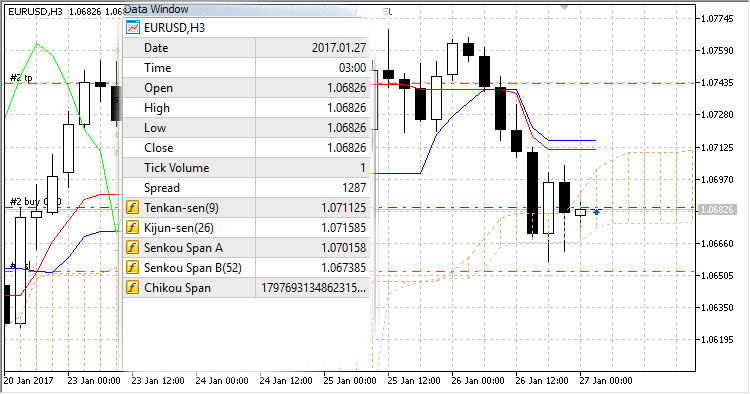 EURUSD,H3 1.06826 1.068
Data Window
EURUSD,H3
Date 2017.01.27
Time 03:00
Open 1.06826
High 1.06826
Low 1.06826
Close 1.06826
Tick Volume 1
Spread 1287
Tenkan-sen(9) 1.071125
Kijun-sen(26) 1.071585
Senkou Span A 1.070158
Senkou Span B(52) 1.067385
Chikou Span 1797693134862315...
#2 tp
#2 buy
sl
1.07745
1.07590
1.07435
1.07280
1.07125
1.06970
1.06826
1.06660
1.06505
1.06350
1.06195
20 Jan 2017 23 Jan 00:00 23 Jan 12:00 24 Jan 00:00 24 Jan 12:00 25 Jan 00:00 25 Jan 12:00 26 Jan 00:00 26 Jan 12:00 27 Jan 00:00